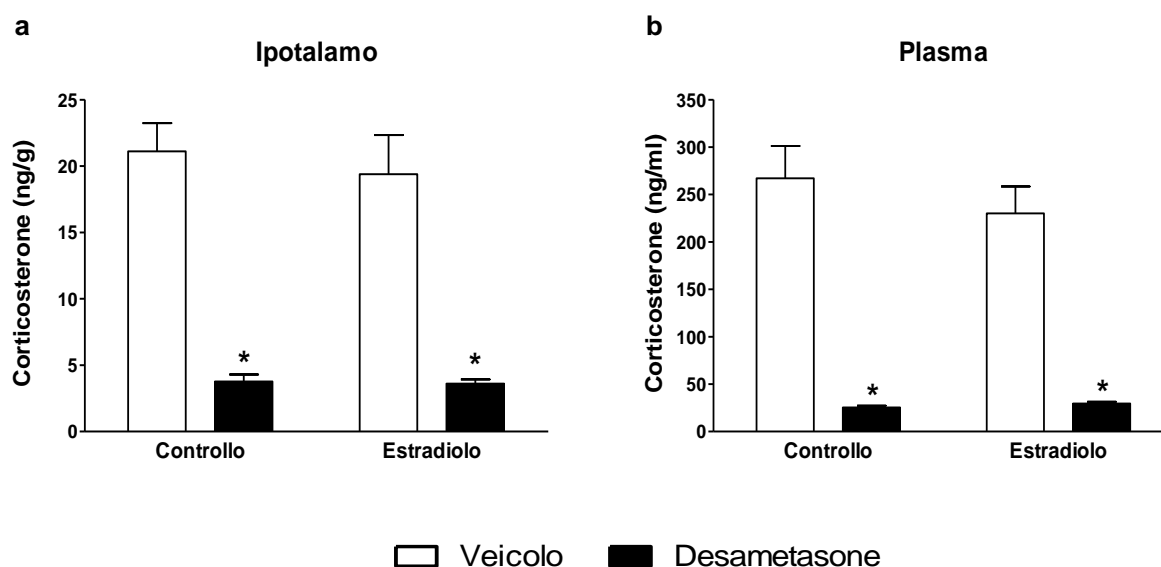 a
Ipotalamo
Corticosterone (ng/g)
25
20
15
10
5
0
*
*
Controllo
Estradiolo
b
Plasma
Corticosterone (ng/ml)
350
300
250
200
150
100
50
0
*
*
Controllo
Estradiolo
Veicolo
Desametasone